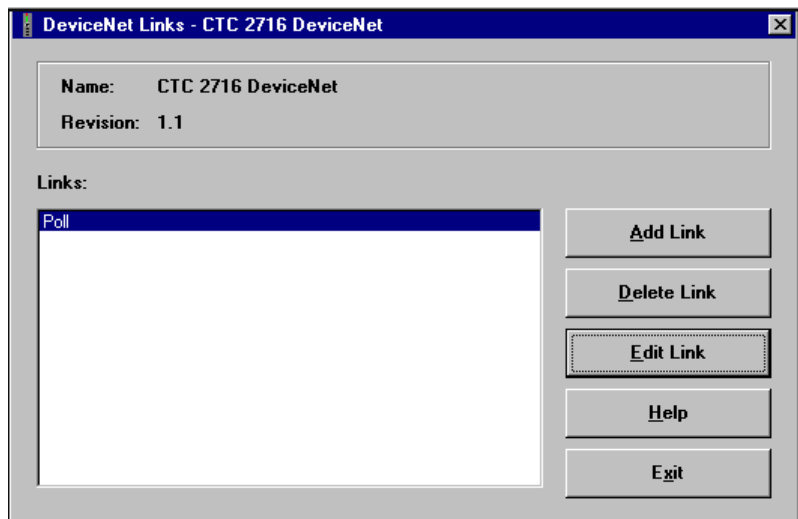 DeviceNet Links - CTC 2716 DeviceNet
Name: CTC 2716 DeviceNet
Revision: 1.1
Links:
Poll
Add Link
Delete Link
Edit Link
Help
Exit